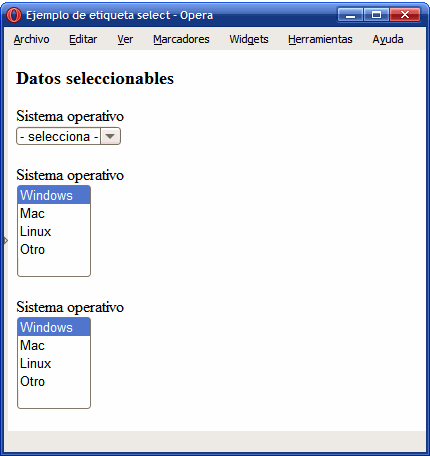 Ejemplo de etiqueta select - Opera
Archivo Editar Ver Marcadores Widgets Herramientas Ayuda
Datos seleccionables
Sistema operativo
- selecciona -
Sistema operativo
Windows
Mac
Linux
Otro
Sistema operativo
Windows
Mac
Linux
Otro